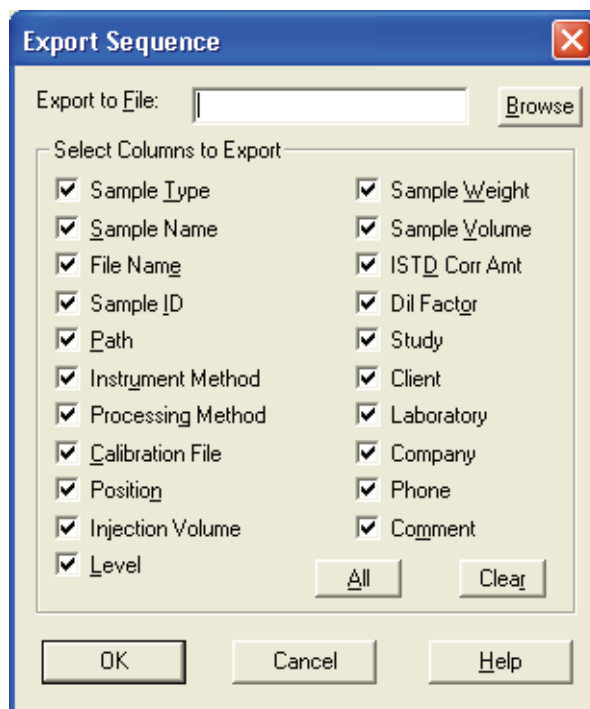 Export Sequence
Export to File:
Browse
Select Columns to Export
Sample Type
Sample Name
File Name
Sample ID
Path
Instrument Method
Processing Method
Calibration File
Position
Injection Volume
Level
Sample Weight
Sample Volume
ISTD Corr Amt
Dil Factor
Study
Client
Laboratory
Company
Phone
Comment
All
Clear
OK
Cancel
Help